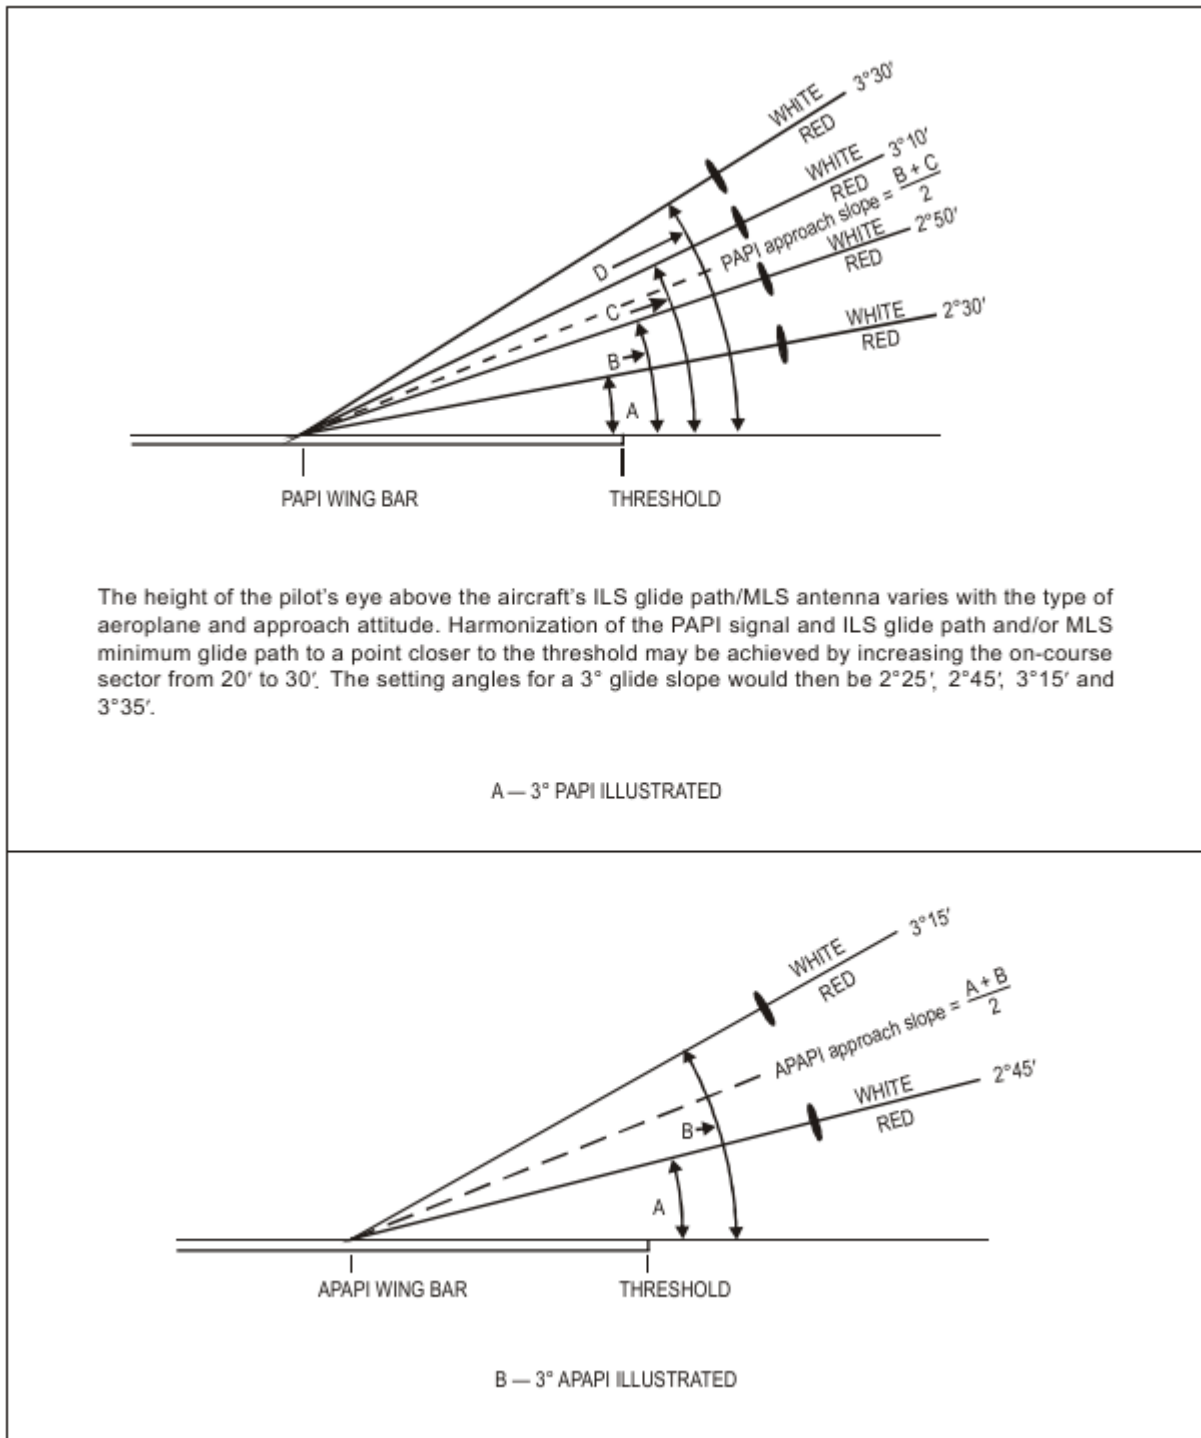 WHITE 3°30′
RED
WHITE 3°10′
RED
PAPI approach slope = B + C
2
WHITE 2°50′
RED
D
C
WHITE 2°30′
RED
B
A
PAPI WING BAR THRESHOLD
The height of the pilot's eye above the aircraft's ILS glide path/MLS antenna varies with the type of
aeroplane and approach attitude. Harmonization of the PAPI signal and ILS glide path and/or MLS
minimum glide path to a point closer to the threshold may be achieved by increasing the on-course
sector from 20′ to 30′. The setting angles for a 3° glide slope would then be 2°25′, 2°45′, 3°15′ and
3°35′.
A — 3° PAPI ILLUSTRATED
WHITE 3°15′
RED
APAPI approach slope = A + B
2
WHITE 2°45′
RED
B
A
APAPI WING BAR THRESHOLD
B — 3° APAPI ILLUSTRATED